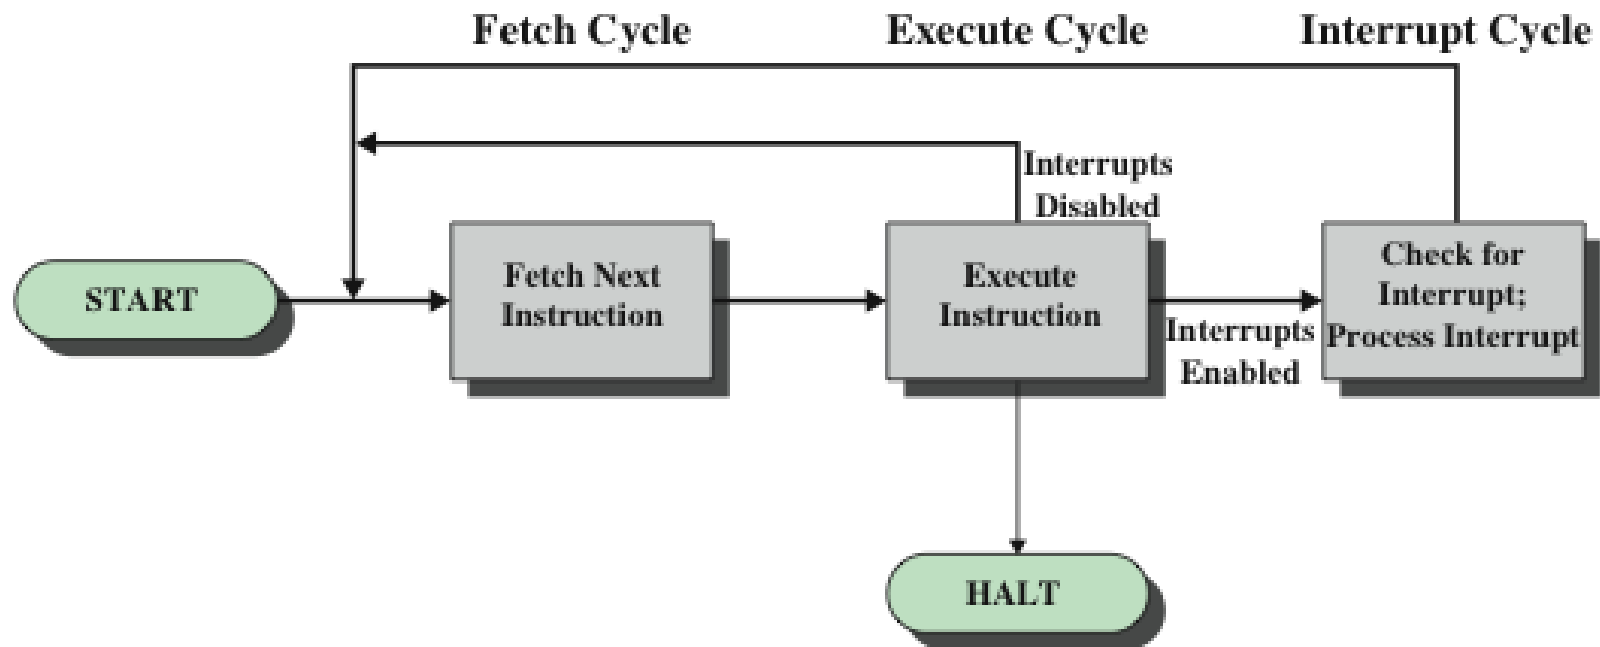 Fetch Cycle
Execute Cycle
Interrupt Cycle
Interrupts
Disabled
START
Fetch Next
Instruction
Execute
Instruction
Interrupts
Enabled
Check for
Interrupt;
Process Interrupt
HALT